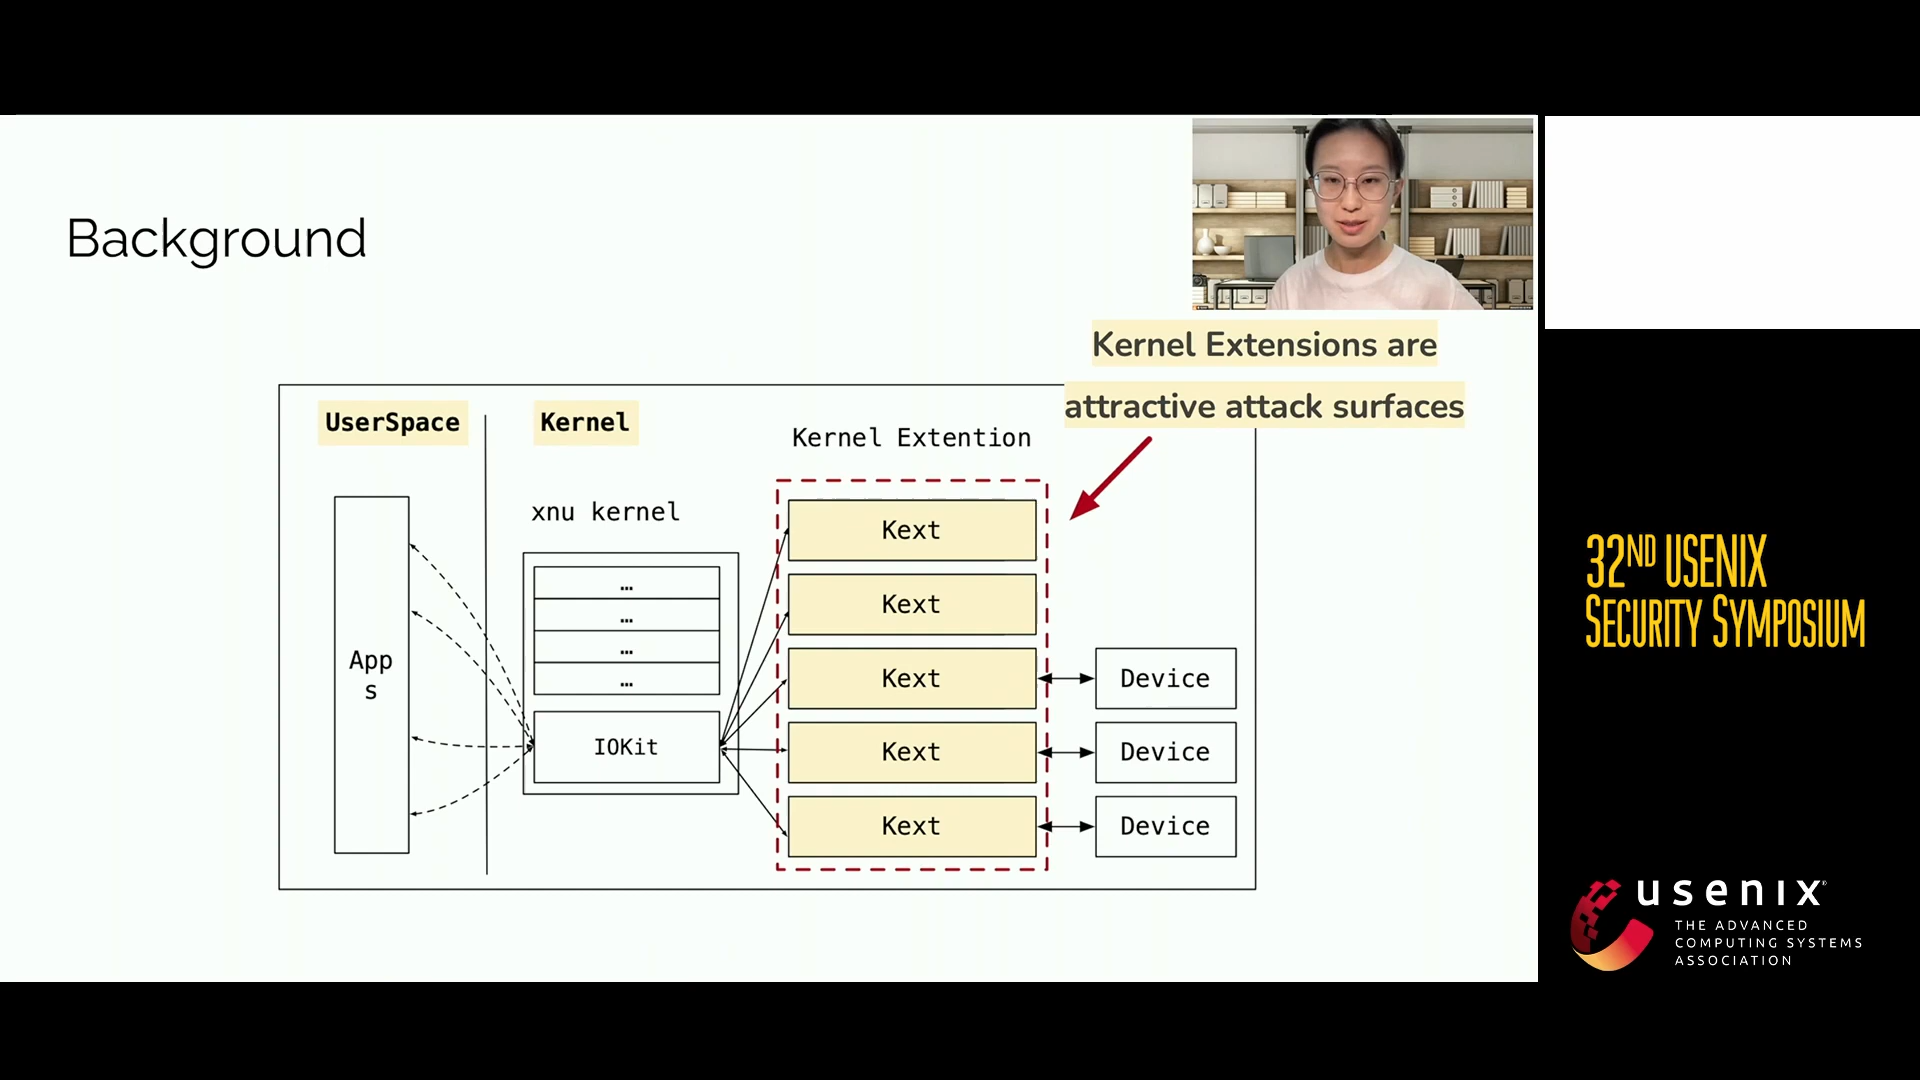 Background
Kernel Extensions are
attractive attack surfaces
UserSpace
Kernel
Kernel Extention
xnu kernel
App
s
…
…
…
…
IOKit
Kext
Kext
Kext
Kext
Kext
Device
Device
Device
32ND USENIX
SECURITY SYMPOSIUM
usenix®
THE ADVANCED
COMPUTING SYSTEMS
ASSOCIATION